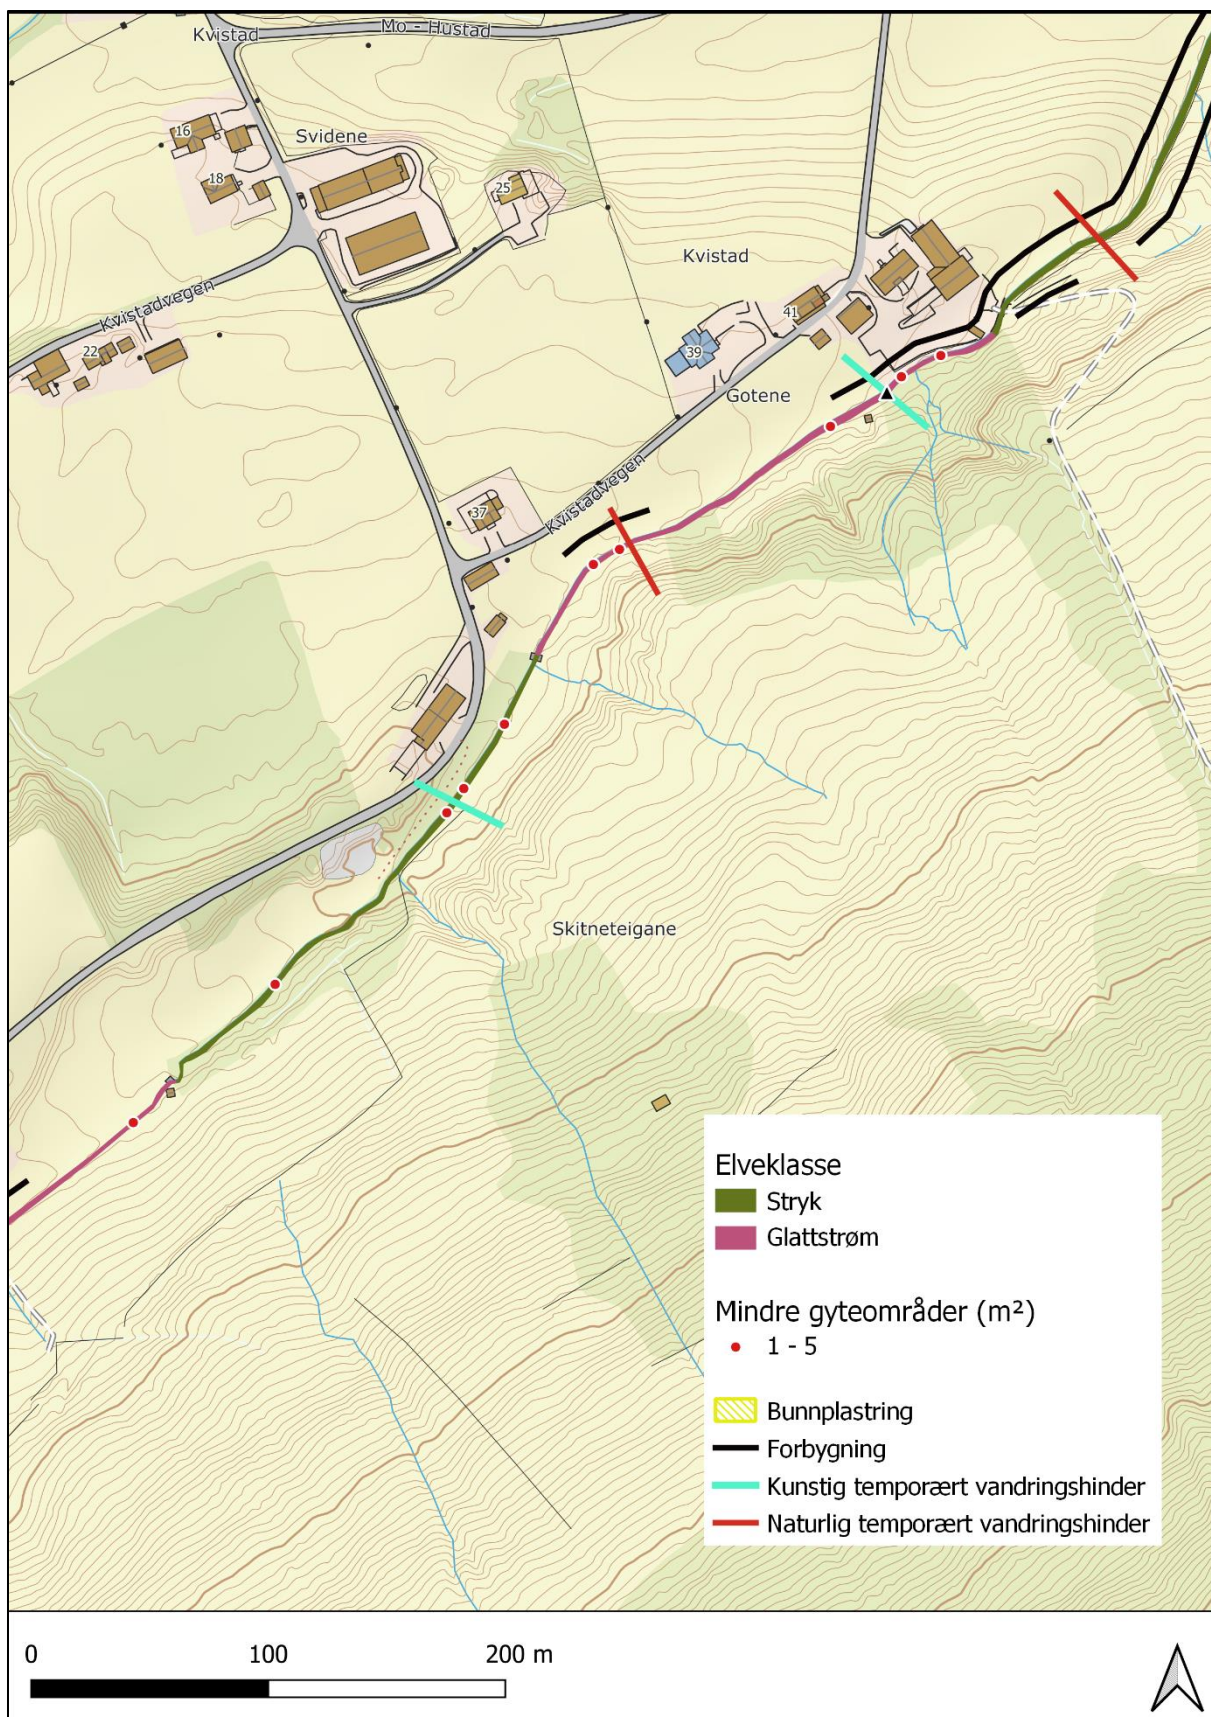 Kvistad
Mo - Hustad
16
Svidene
18
25
Kvistad
Kvistadvegen
41
22
39
Gotene
Kvistadvegen
37
Skitneteigane
Elveklasse
Stryk
Glattstrøm
Mindre gyteområder (m²)
1 - 5
Bunnplastring
Forbygning
Kunstig temporært vandringshinder
Naturlig temporært vandringshinder
0 100 200 m